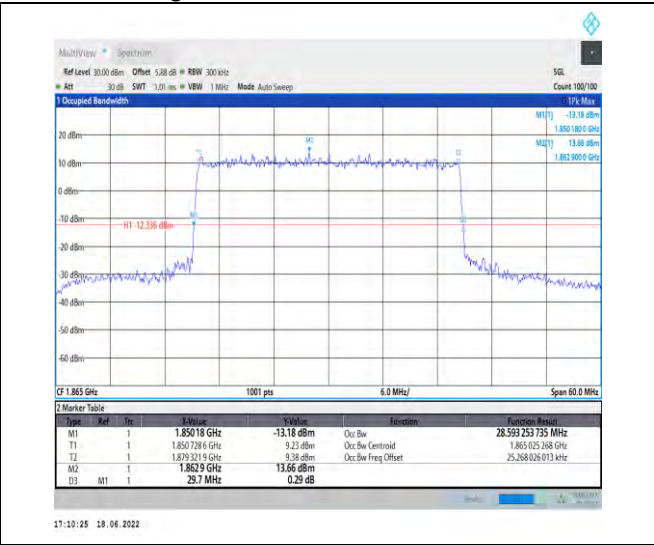 MultiView Spectrum
Ref Level 30.00 dBm Offset 5.88 dB RBW 300 kHz SGL
Att 30 dB SWT 1.01 ms VBW 1 MHz Mode Auto Sweep Count 100/100
1 Occupied Bandwidth 1Pk Max
M1[1] -13.18 dBm
1.850 180 0 GHz
M2[1] 13.66 dBm
1.862 900 0 GHz
20 dBm
M2
10 dBm
0 dBm
-10 dBm
M1
H1 -12.336 dBm
-20 dBm
-30 dBm
-40 dBm
-50 dBm
-60 dBm
CF 1.865 GHz 1001 pts 6.0 MHz/ Span 60.0 MHz
2 Marker Table
Type Ref Trc X-Value Y-Value Function Function Result
M1 1 1.85018 GHz -13.18 dBm Occ Bw 28.593 253 735 MHz
T1 1 1.850 728 6 GHz 9.23 dBm Occ Bw Centroid 1.865 025 268 GHz
T2 1 1.879 321 9 GHz 9.38 dBm Occ Bw Freq Offset 25.268 026 013 kHz
M2 1 1.8629 GHz 13.66 dBm
D3 M1 1 29.7 MHz 0.29 dB
17:10:25 18.06.2022